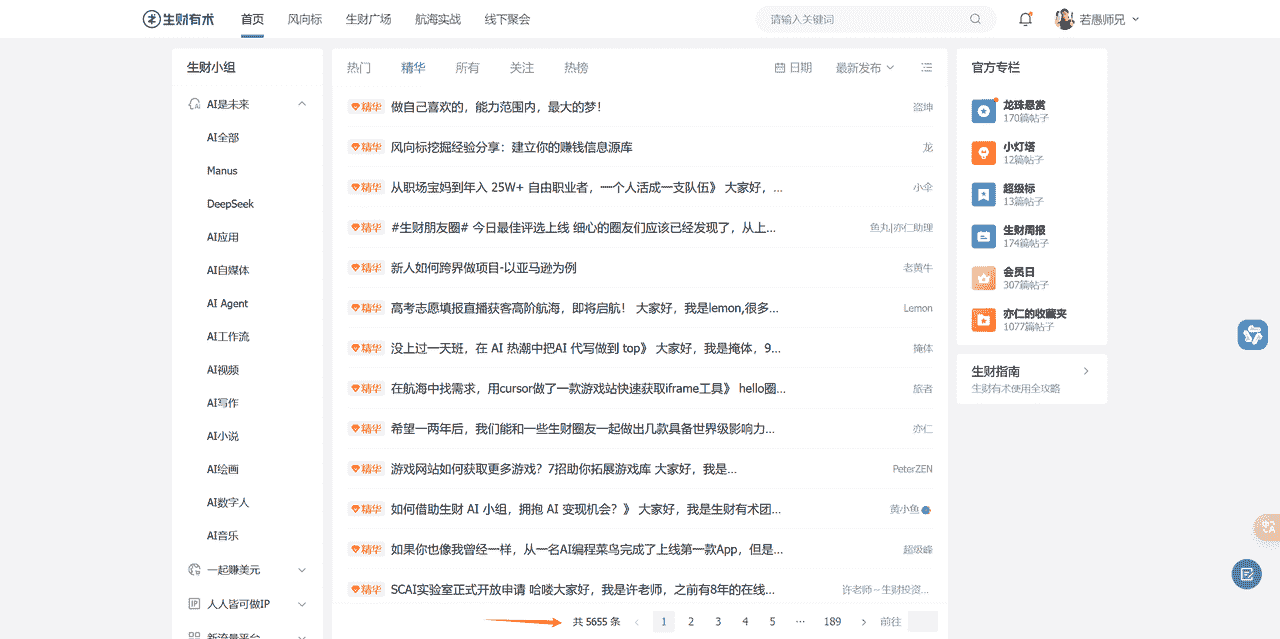 生财有术
首页
风向标
生财广场
航海实战
线下聚会
请输入关键词
若愚师兄
生财小组
AI是未来
AI全部
Manus
DeepSeek
AI应用
AI自媒体
AI Agent
AI工作流
AI视频
AI写作
AI小说
AI绘画
AI数字人
AI音乐
一起赚美元
IP 人人皆可做IP
新流量平台
热门
精华
所有
关注
热榜
日期
最新发布
精华 做自己喜欢的，能力范围内，最大的梦！
坤
精华 风向标挖掘经验分享：建立你的赚钱信息源库
龙
精华 从职场宝妈到年入 25W+ 自由职业者，一个人活成一支队伍》 大家好，...
小伞
精华 #生财朋友圈# 今日最佳评选上线 细心的圈友们应该已经发现了，从上...
鱼丸|亦仁助理
精华 新人如何跨界做项目-以亚马逊为例
老黄牛
精华 高考志愿填报直播获客高阶航海，即将启航！ 大家好，我是lemon,很多...
Lemon
精华 没上过一天班，在 AI 热潮中把AI 代写做到 top》 大家好，我是掩体，9...
掩体
精华 在航海中找需求，用cursor做了一款游戏站快速获取iframe工具》 hello圈...
旅者
精华 希望一两年后，我们能和一些生财圈友一起做出几款具备世界级影响力...
亦仁
精华 游戏网站如何获取更多游戏？7招助你拓展游戏库 大家好，我是...
PeterZEN
精华 如何借助生财 AI 小组，拥抱 AI 变现机会？》 大家好，我是生财有术团...
黄小鱼
精华 如果你也像我曾经一样，从一名AI编程菜鸟完成了上线第一款App，但是...
超级峰
精华 SCAI实验室正式开放申请 哈喽大家好，我是许老师，之前有8年的在线...
许老师～生财投资...
共 5655 条
1 2 3 4 5 ... 189
前往
官方专栏
龙珠悬赏
170篇帖子
小灯塔
12篇帖子
超级标
13篇帖子
生财周报
174篇帖子
会员日
307篇帖子
亦仁的收藏夹
1077篇帖子
生财指南
生财有术使用全攻略